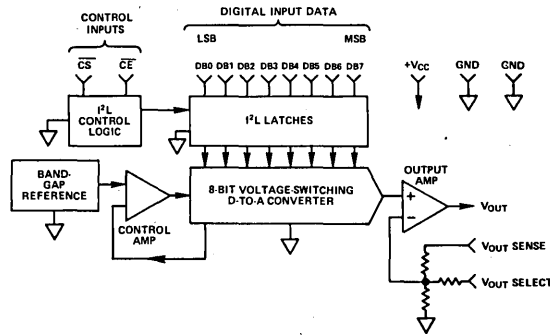 CONTROL
INPUTS
DIGITAL INPUT DATA
LSB
MSB
CS
CE
DB0 DB1 DB2 DB3 DB4 DB5 DB6 DB7
+VCC
GND
GND
I²L
CONTROL
LOGIC
I²L LATCHES
BAND-
GAP
REFERENCE
CONTROL
AMP
8-BIT VOLTAGE-SWITCHING
D-TO-A CONVERTER
OUTPUT
AMP
+
−
VOUT
VOUT SENSE
VOUT SELECT